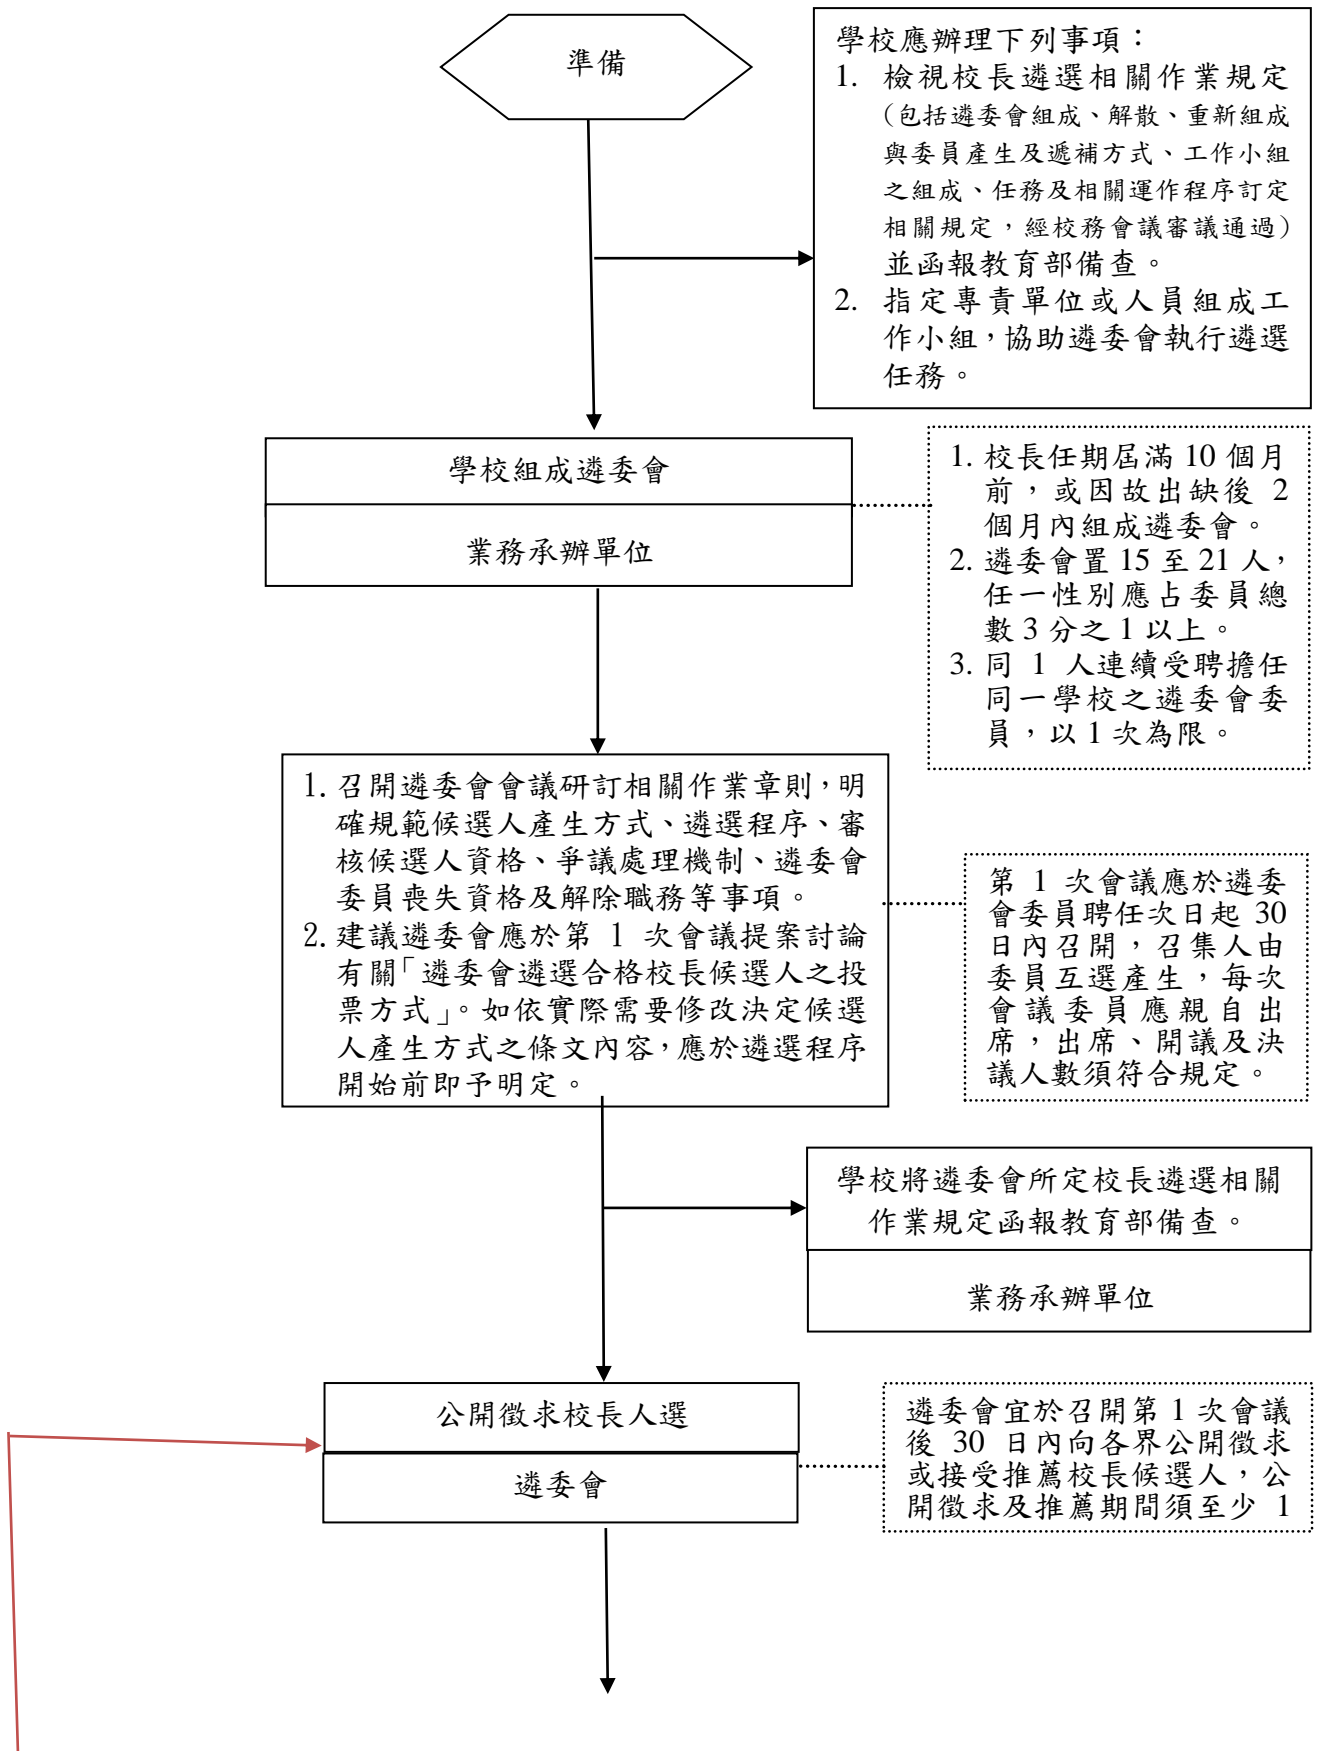 準備
學校應辦理下列事項：
1. 檢視校長遴選相關作業規定
（包括遴委會組成、解散、重新組成
與委員產生及遞補方式、工作小組
之組成、任務及相關運作程序訂定
相關規定，經校務會議審議通過）
並函報教育部備查。
2. 指定專責單位或人員組成工
作小組，協助遴委會執行遴選
任務。
學校組成遴委會
業務承辦單位
1. 校長任期屆滿 10 個月
前，或因故出缺後 2
個月內組成遴委會。
2. 遴委會置 15 至 21 人，
任一性別應占委員總
數 3 分之 1 以上。
3. 同 1 人連續受聘擔任
同一學校之遴委會委
員，以 1 次為限。
1. 召開遴委會會議研訂相關作業章則，明
確規範候選人產生方式、遴選程序、審
核候選人資格、爭議處理機制、遴委會
委員喪失資格及解除職務等事項。
2. 建議遴委會應於第 1 次會議提案討論
有關「遴委會遴選合格校長候選人之投
票方式」。如依實際需要修改決定候選
人產生方式之條文內容，應於遴選程序
開始前即予明定。
第 1 次會議應於遴委
會委員聘任次日起 30
日內召開，召集人由
委員互選產生，每次
會議委員應親自出
席，出席、開議及決
議人數須符合規定。
學校將遴委會所定校長遴選相關
作業規定函報教育部備查。
業務承辦單位
公開徵求校長人選
遴委會
遴委會宜於召開第 1 次會議
後 30 日內向各界公開徵求
或接受推薦校長候選人，公
開徵求及推薦期間須至少 1